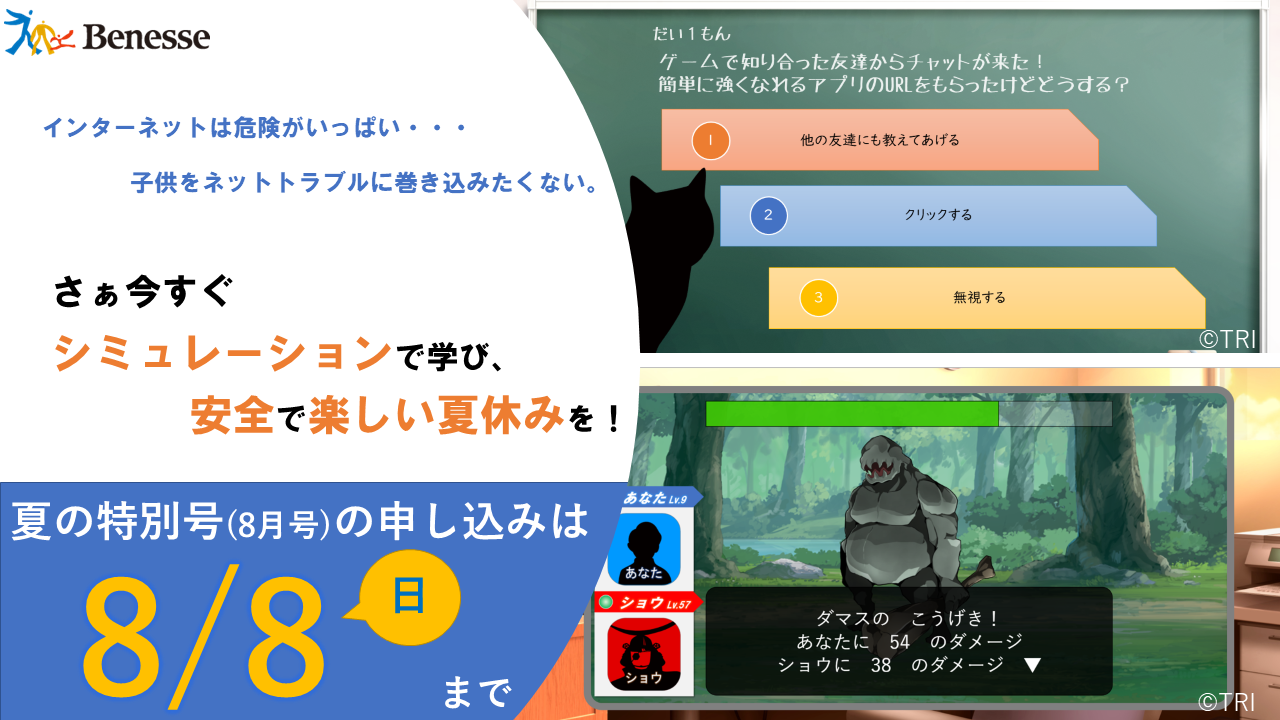 Benesse
インターネットは危険がいっぱい・・・
子供をネットトラブルに巻き込みたくない。
さぁ今すぐ
シミュレーションで学び、
安全で楽しい夏休みを！
夏の特別号(8月号)の申し込みは
8/8
日
まで
だい１もん
ゲームで知り合った友達からチャットが来た！
簡単に強くなれるアプリのURLをもらったけどどうする？
1
他の友達にも教えてあげる
2
クリックする
3
無視する
©TRI
あなた Lv.9
あなた
ショウ Lv.57
ショウ
ダマスの　こうげき！
あなたに　54　のダメージ
ショウに　38　のダメージ　▼
©TRI